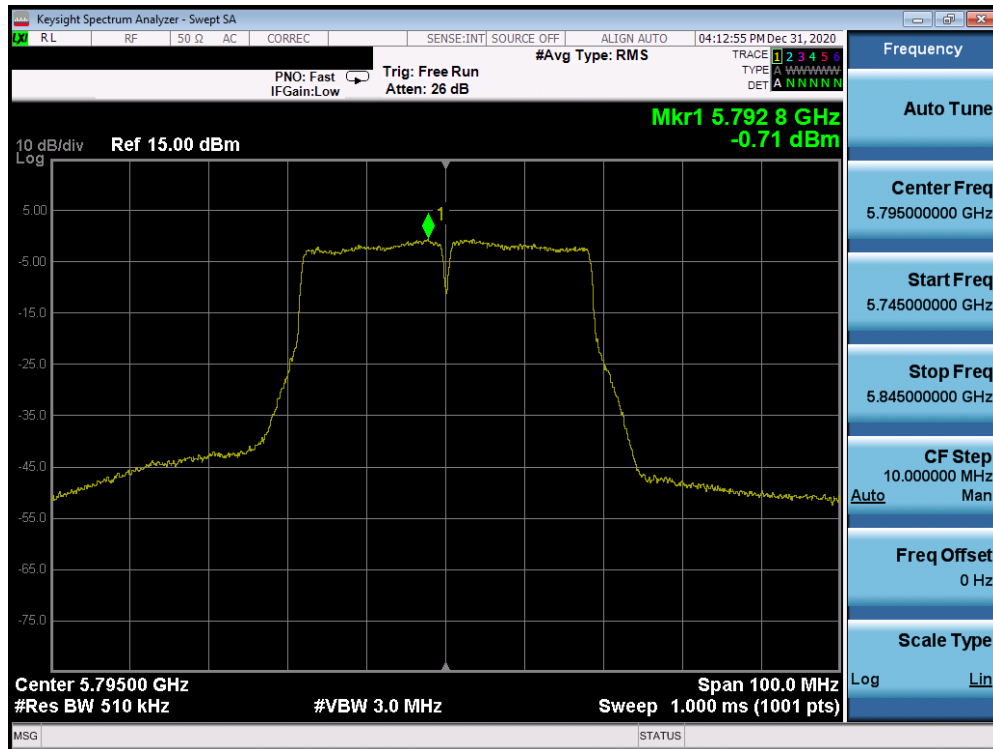 Keysight Spectrum Analyzer - Swept SA
LXI RL RF 50 Ω AC CORREC SENSE:INT SOURCE OFF ALIGN AUTO 04:12:55 PM Dec 31, 2020
#Avg Type: RMS
TRACE 1 2 3 4 5 6
TYPE A WWWWW
DET A N N N N N
PNO: Fast
IFGain:Low
Trig: Free Run
Atten: 26 dB
Mkr1 5.792 8 GHz
-0.71 dBm
10 dB/div
Log
Ref 15.00 dBm
1
5.00
-5.00
-15.0
-25.0
-35.0
-45.0
-55.0
-65.0
-75.0
Center 5.79500 GHz
Span 100.0 MHz
#Res BW 510 kHz
#VBW 3.0 MHz
Sweep 1.000 ms (1001 pts)
MSG
STATUS
Frequency
Auto Tune
Center Freq
5.795000000 GHz
Start Freq
5.745000000 GHz
Stop Freq
5.845000000 GHz
CF Step
10.000000 MHz
Auto Man
Freq Offset
0 Hz
Scale Type
Log Lin